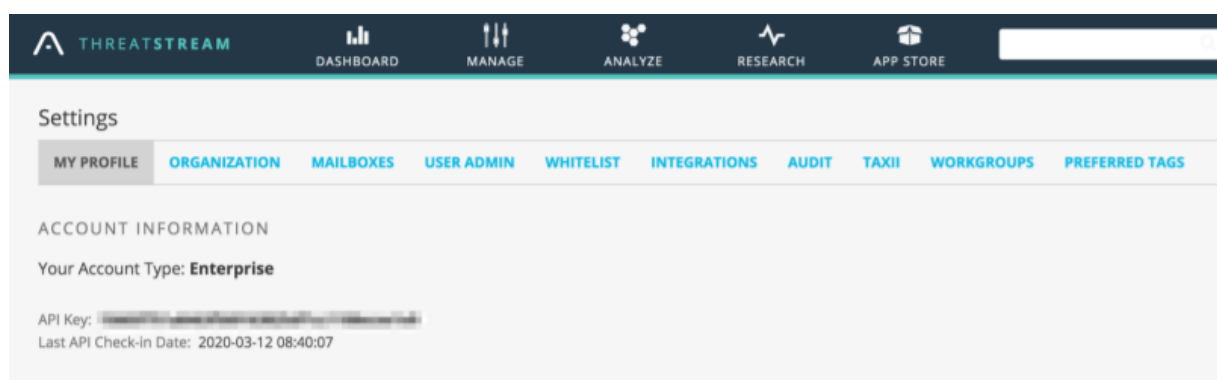 THREATSTREAM
DASHBOARD MANAGE ANALYZE RESEARCH APP STORE
Settings
MY PROFILE ORGANIZATION MAILBOXES USER ADMIN WHITELIST INTEGRATIONS AUDIT TAXII WORKGROUPS PREFERRED TAGS
ACCOUNT INFORMATION
Your Account Type: Enterprise
API Key:
Last API Check-in Date: 2020-03-12 08:40:07